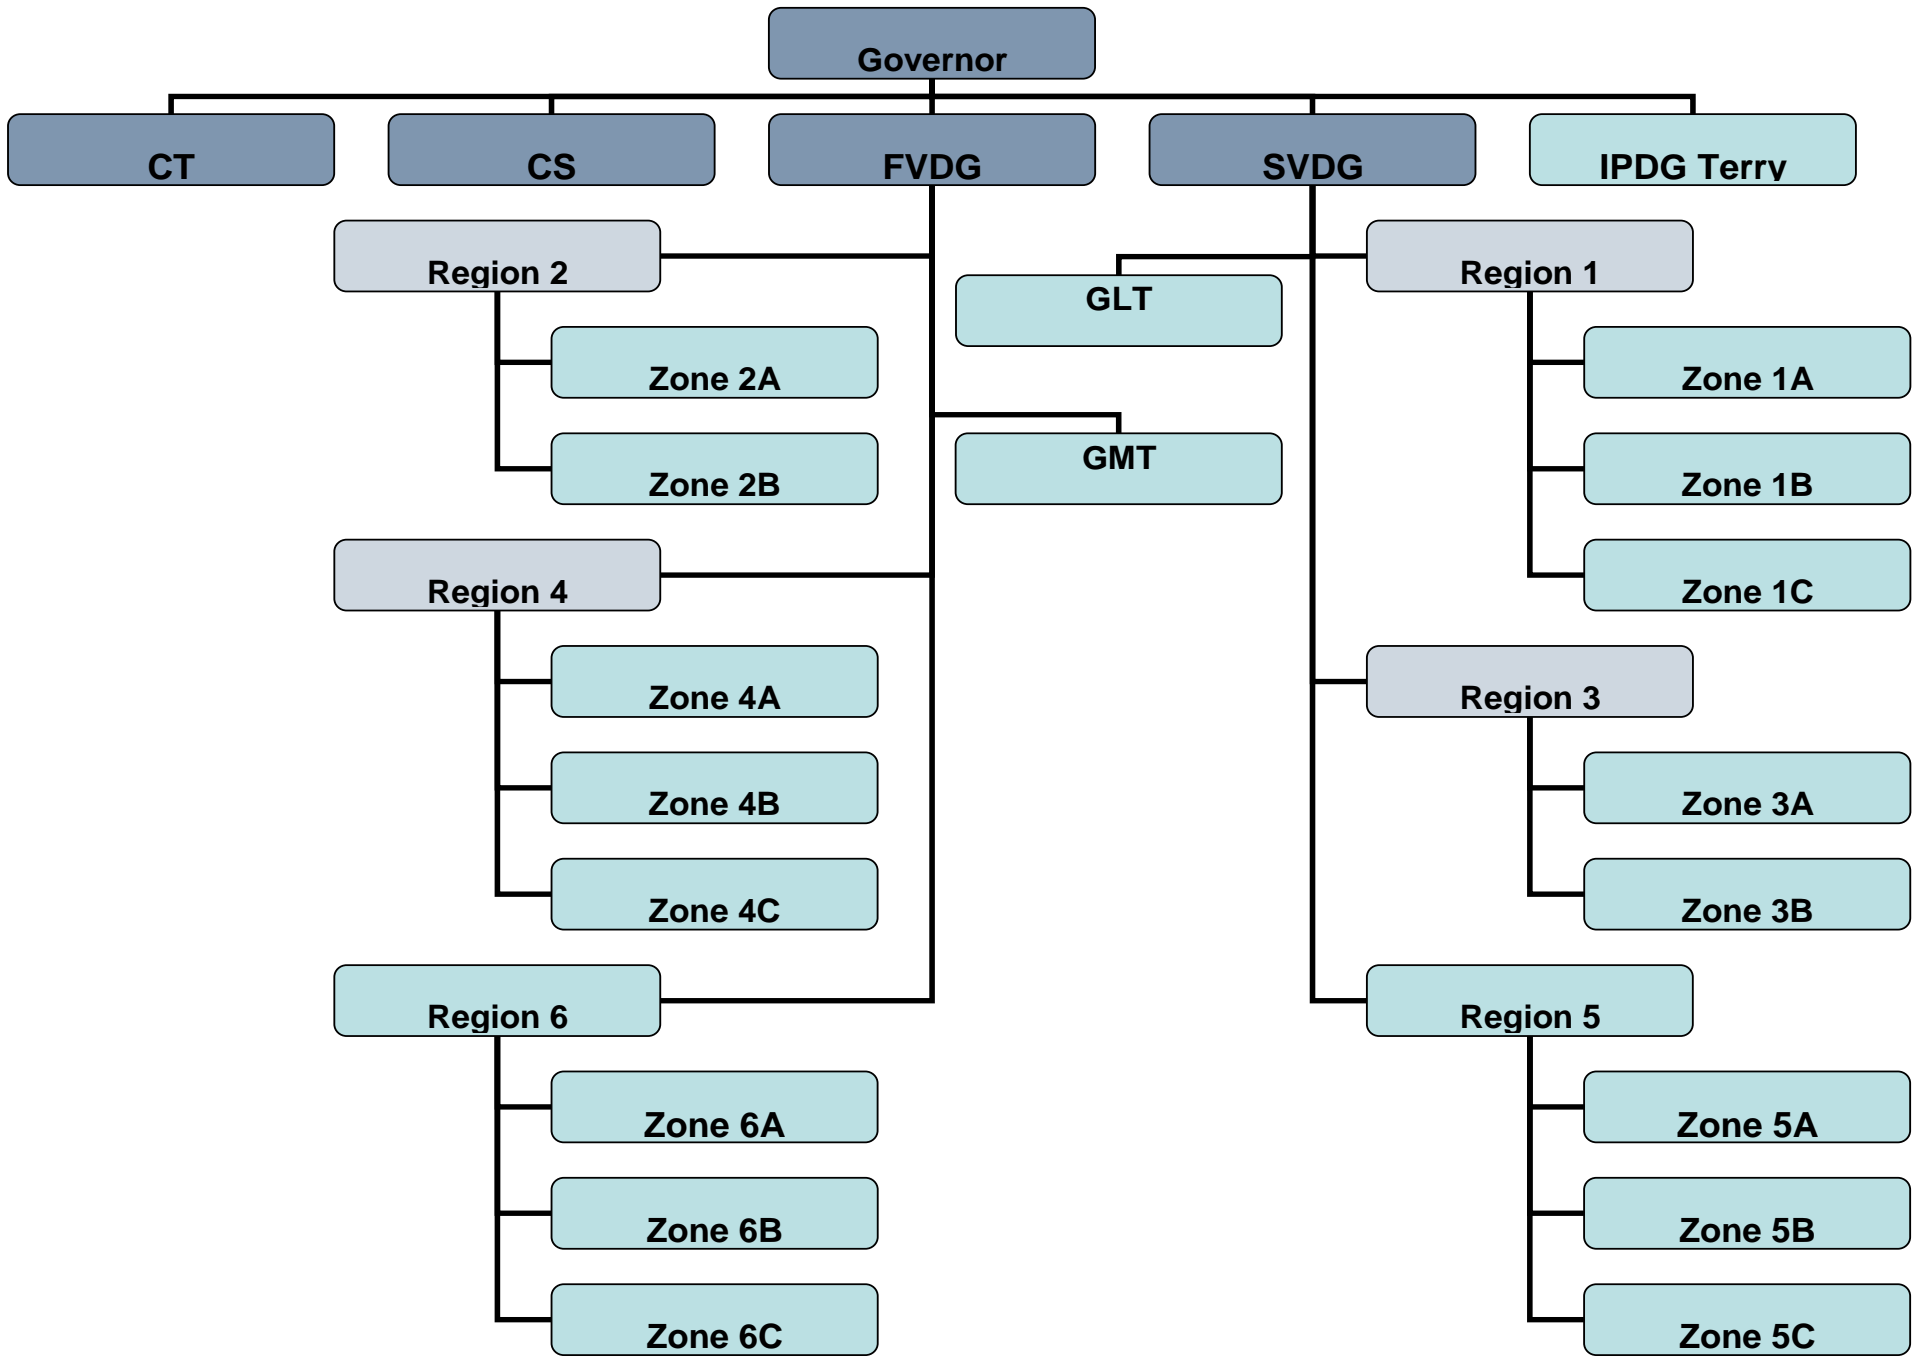 Governor
CT
CS
FVDG
SVDG
IPDG Terry
Region 2
Region 1
GLT
Zone 2A
Zone 1A
GMT
Zone 2B
Zone 1B
Region 4
Zone 1C
Zone 4A
Region 3
Zone 4B
Zone 3A
Zone 4C
Zone 3B
Region 6
Region 5
Zone 6A
Zone 5A
Zone 6B
Zone 5B
Zone 6C
Zone 5C